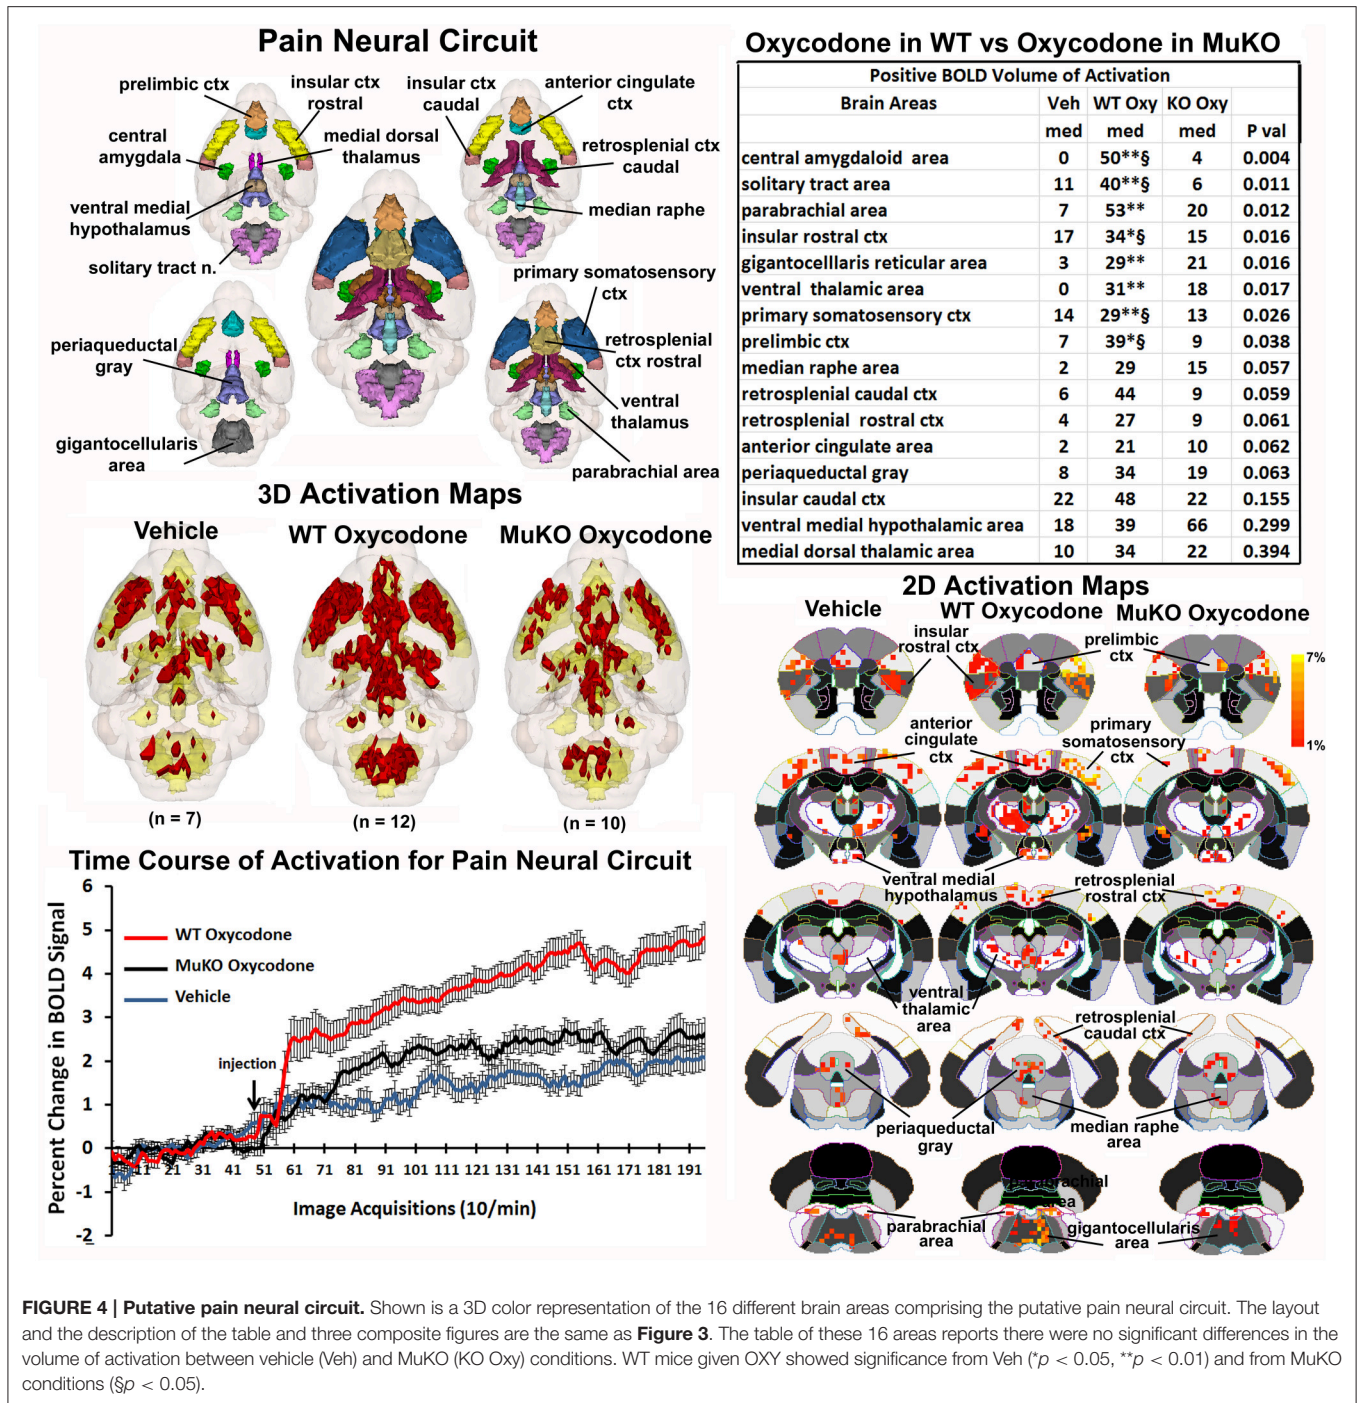 Pain Neural Circuit
prelimbic ctx
insular ctx
rostral
insular ctx
caudal
anterior cingulate
ctx
central
amygdala
medial dorsal
thalamus
retrosplenial ctx
caudal
ventral medial
hypothalamus
median raphe
solitary tract n.
primary somatosensory
ctx
periaqueductal
gray
retrosplenial
ctx rostral
ventral
thalamus
gigantocellularis
area
parabrachial area
3D Activation Maps
Vehicle
WT Oxycodone
MuKO Oxycodone
(n = 7)
(n = 12)
(n = 10)
Time Course of Activation for Pain Neural Circuit
Percent Change in BOLD Signal
6
5
4
3
2
1
0
-1
-2
WT Oxycodone
MuKO Oxycodone
Vehicle
injection
11 21 31 41 51 61 71 81 91 101 111 121 131 141 151 161 171 181 191
Image Acquisitions (10/min)
Oxycodone in WT vs Oxycodone in MuKO
Positive BOLD Volume of Activation
Brain Areas Veh WT Oxy KO Oxy
med med med P val
central amygdaloid area 0 50**§ 4 0.004
solitary tract area 11 40**§ 6 0.011
parabrachial area 7 53** 20 0.012
insular rostral ctx 17 34*§ 15 0.016
gigantocelllaris reticular area 3 29** 21 0.016
ventral thalamic area 0 31** 18 0.017
primary somatosensory ctx 14 29**§ 13 0.026
prelimbic ctx 7 39*§ 9 0.038
median raphe area 2 29 15 0.057
retrosplenial caudal ctx 6 44 9 0.059
retrosplenial rostral ctx 4 27 9 0.061
anterior cingulate area 2 21 10 0.062
periaqueductal gray 8 34 19 0.063
insular caudal ctx 22 48 22 0.155
ventral medial hypothalamic area 18 39 66 0.299
medial dorsal thalamic area 10 34 22 0.394
2D Activation Maps
Vehicle
WT Oxycodone
MuKO Oxycodone
insular
rostral ctx
prelimbic
ctx
7%
1%
anterior
cingulate
ctx
primary
somatosensory
ctx
ventral medial
hypothalamus
retrosplenial
rostral ctx
ventral
thalamic
area
retrosplenial
caudal ctx
periaqueductal
gray
median raphe
area
parabrachial
area
gigantocellularis
area
FIGURE 4 | Putative pain neural circuit. Shown is a 3D color representation of the 16 different brain areas comprising the putative pain neural circuit. The layout
and the description of the table and three composite figures are the same as Figure 3. The table of these 16 areas reports there were no significant differences in the
volume of activation between vehicle (Veh) and MuKO (KO Oxy) conditions. WT mice given OXY showed significance from Veh (*p < 0.05, **p < 0.01) and from MuKO
conditions (§p < 0.05).